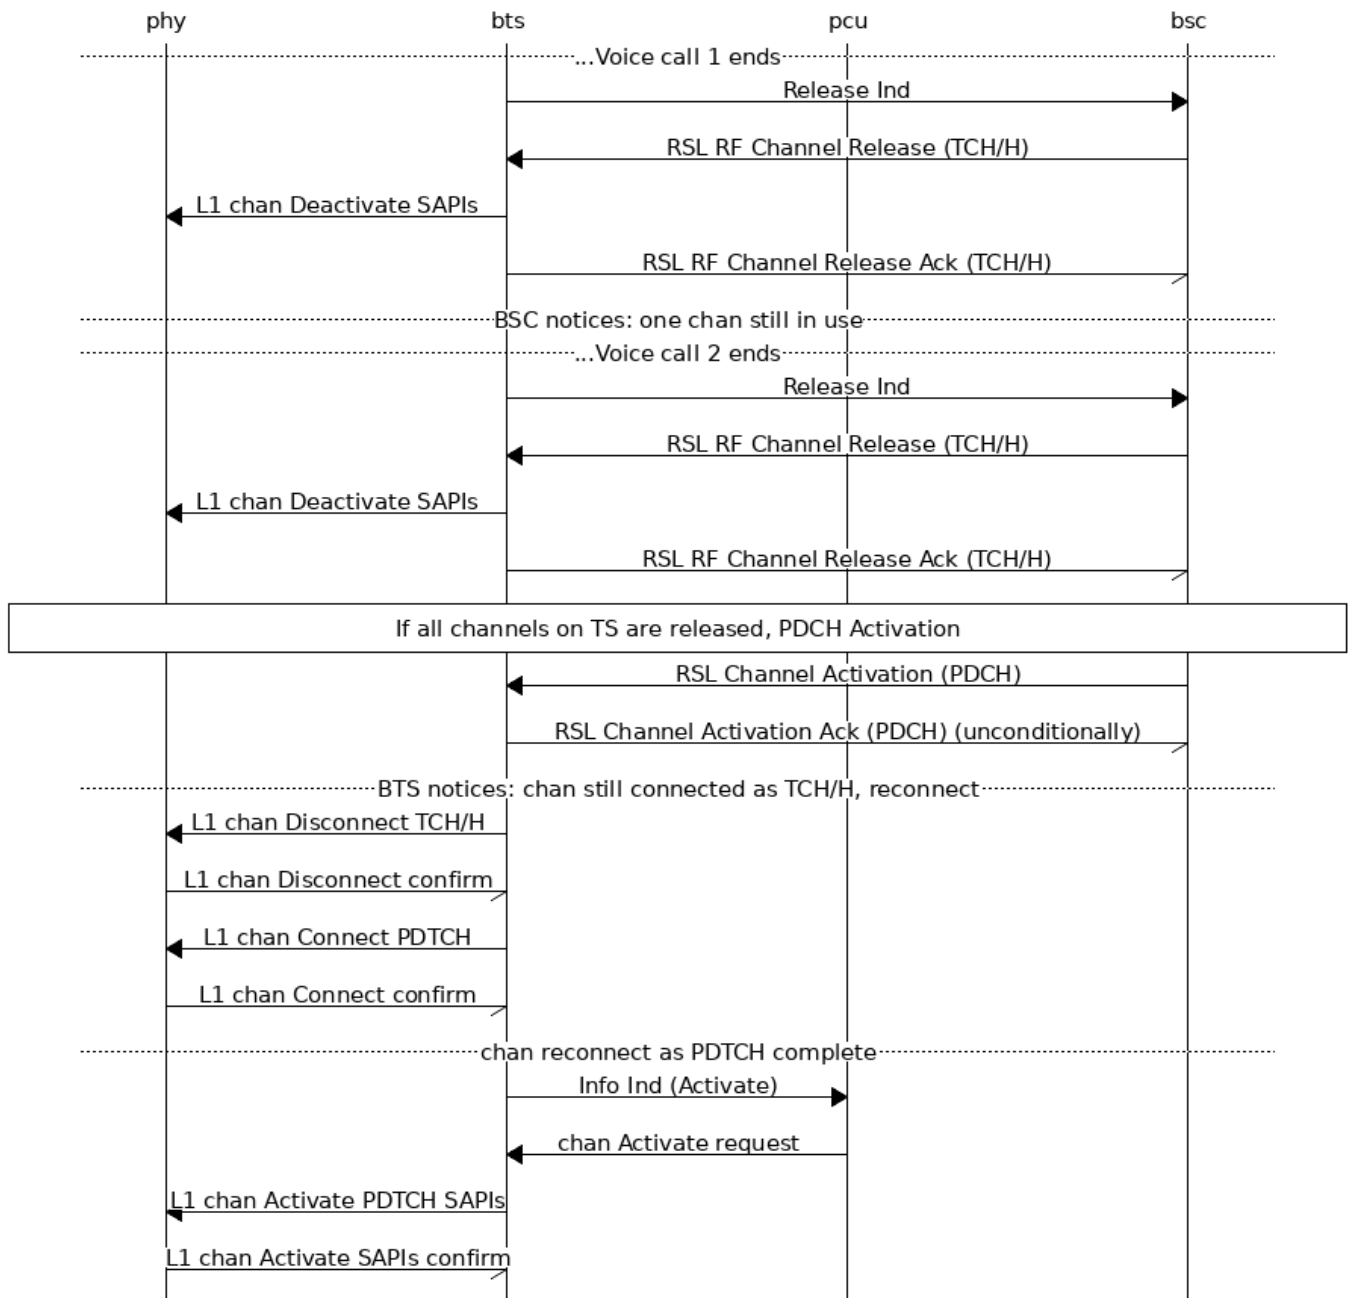 phy bts pcu bsc
...Voice call 1 ends
Release Ind
RSL RF Channel Release (TCH/H)
L1 chan Deactivate SAPIs
RSL RF Channel Release Ack (TCH/H)
BSC notices: one chan still in use
...Voice call 2 ends
Release Ind
RSL RF Channel Release (TCH/H)
L1 chan Deactivate SAPIs
RSL RF Channel Release Ack (TCH/H)
If all channels on TS are released, PDCH Activation
RSL Channel Activation (PDCH)
RSL Channel Activation Ack (PDCH) (unconditionally)
BTS notices: chan still connected as TCH/H, reconnect
L1 chan Disconnect TCH/H
L1 chan Disconnect confirm
L1 chan Connect PDTCH
L1 chan Connect confirm
chan reconnect as PDTCH complete
Info Ind (Activate)
chan Activate request
L1 chan Activate PDTCH SAPIs
L1 chan Activate SAPIs confirm